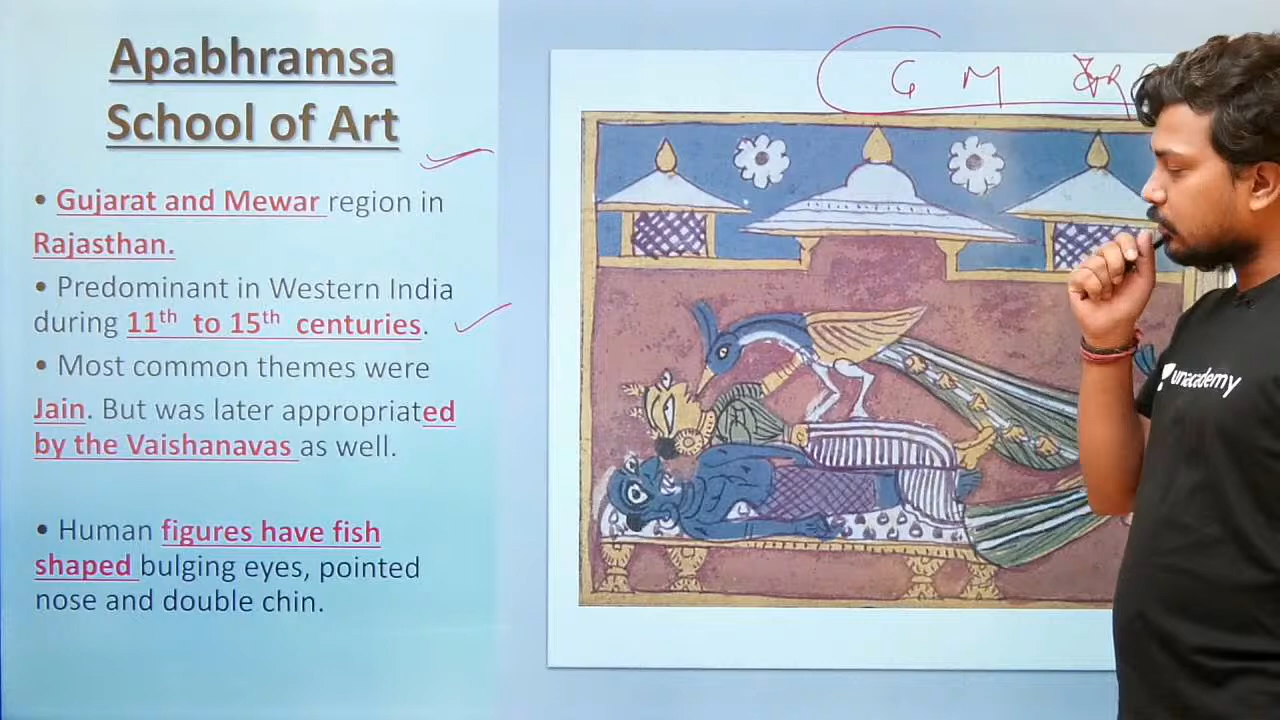 Apabhramsa
School of Art
• Gujarat and Mewar region in
Rajasthan.
• Predominant in Western India
during 11th to 15th centuries.
• Most common themes were
Jain. But was later appropriated
by the Vaishanavas as well.
• Human figures have fish
shaped bulging eyes, pointed
nose and double chin.
G M
unacademy